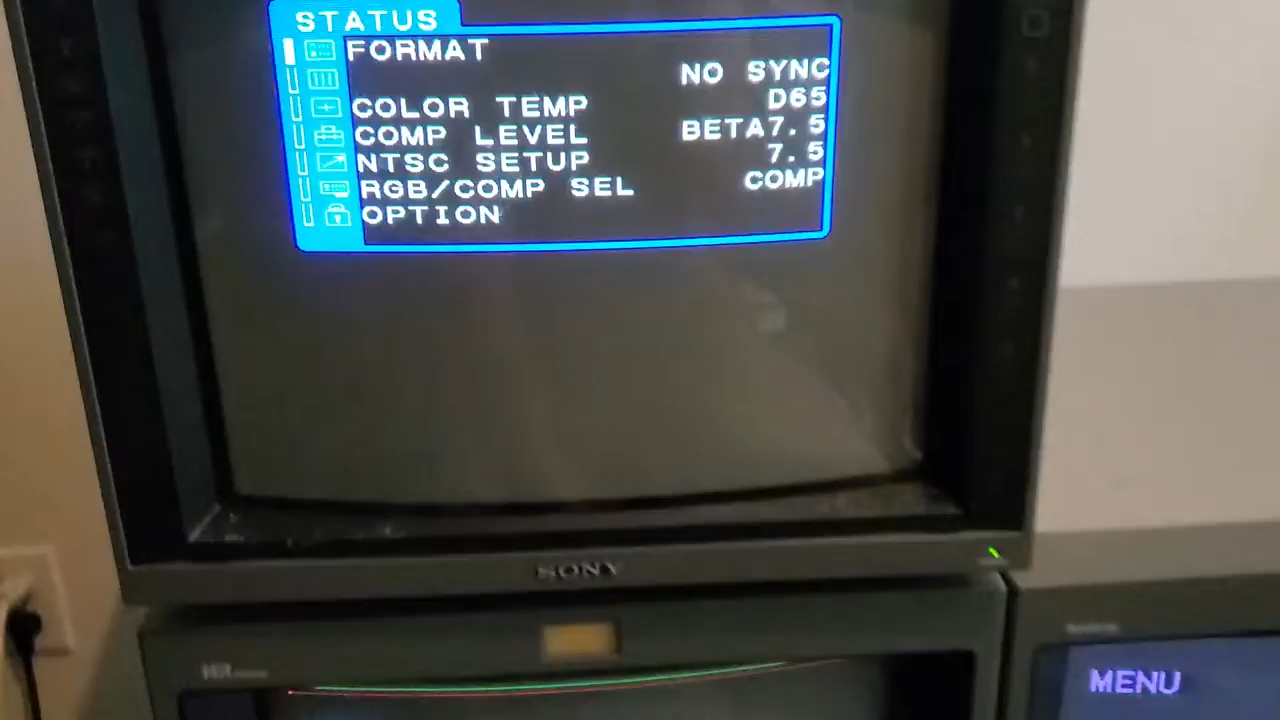 STATUS
FORMAT
NO SYNC
COLOR TEMP D65
COMP LEVEL BETA7.5
NTSC SETUP 7.5
RGB/COMP SEL COMP
OPTION
SONY
HR
MENU